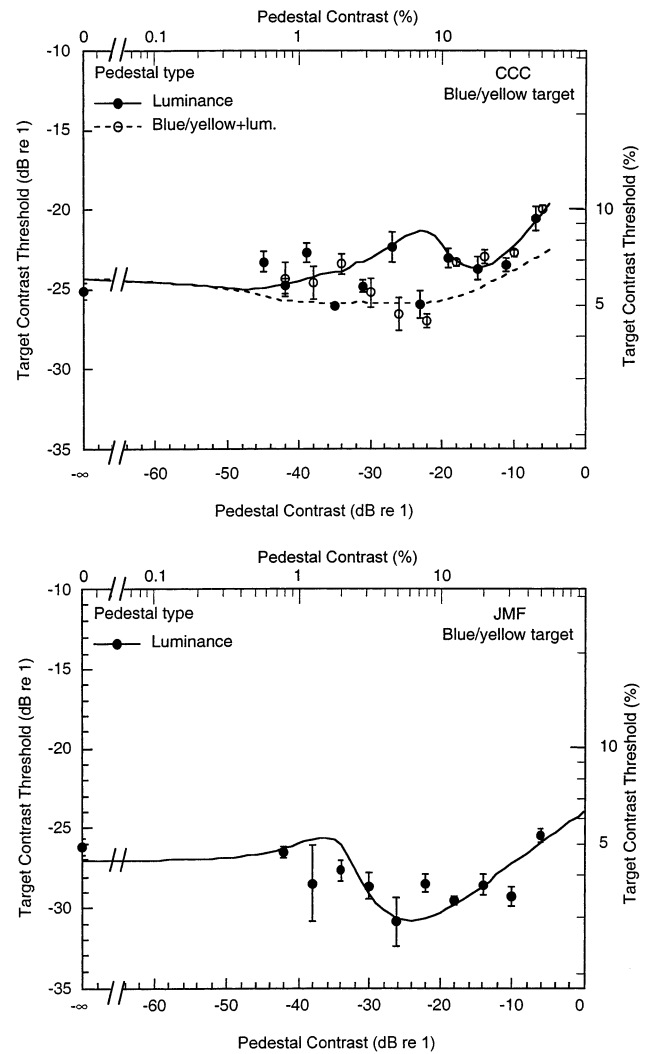 Pedestal Contrast (%)
0 0.1 1 10
-10
Pedestal type CCC
Luminance Blue/yellow target
Blue/yellow+lum.
-15
-20 10
-25 5
-30
-35
Target Contrast Threshold (dB re 1)
Target Contrast Threshold (%)
-∞ -60 -50 -40 -30 -20 -10 0
Pedestal Contrast (dB re 1)
Pedestal Contrast (%)
0 0.1 1 10
-10
Pedestal type JMF
Luminance Blue/yellow target
-15
-20 10
-25 5
-30
-35
Target Contrast Threshold (dB re 1)
Target Contrast Threshold (%)
-∞ -60 -50 -40 -30 -20 -10 0
Pedestal Contrast (dB re 1)